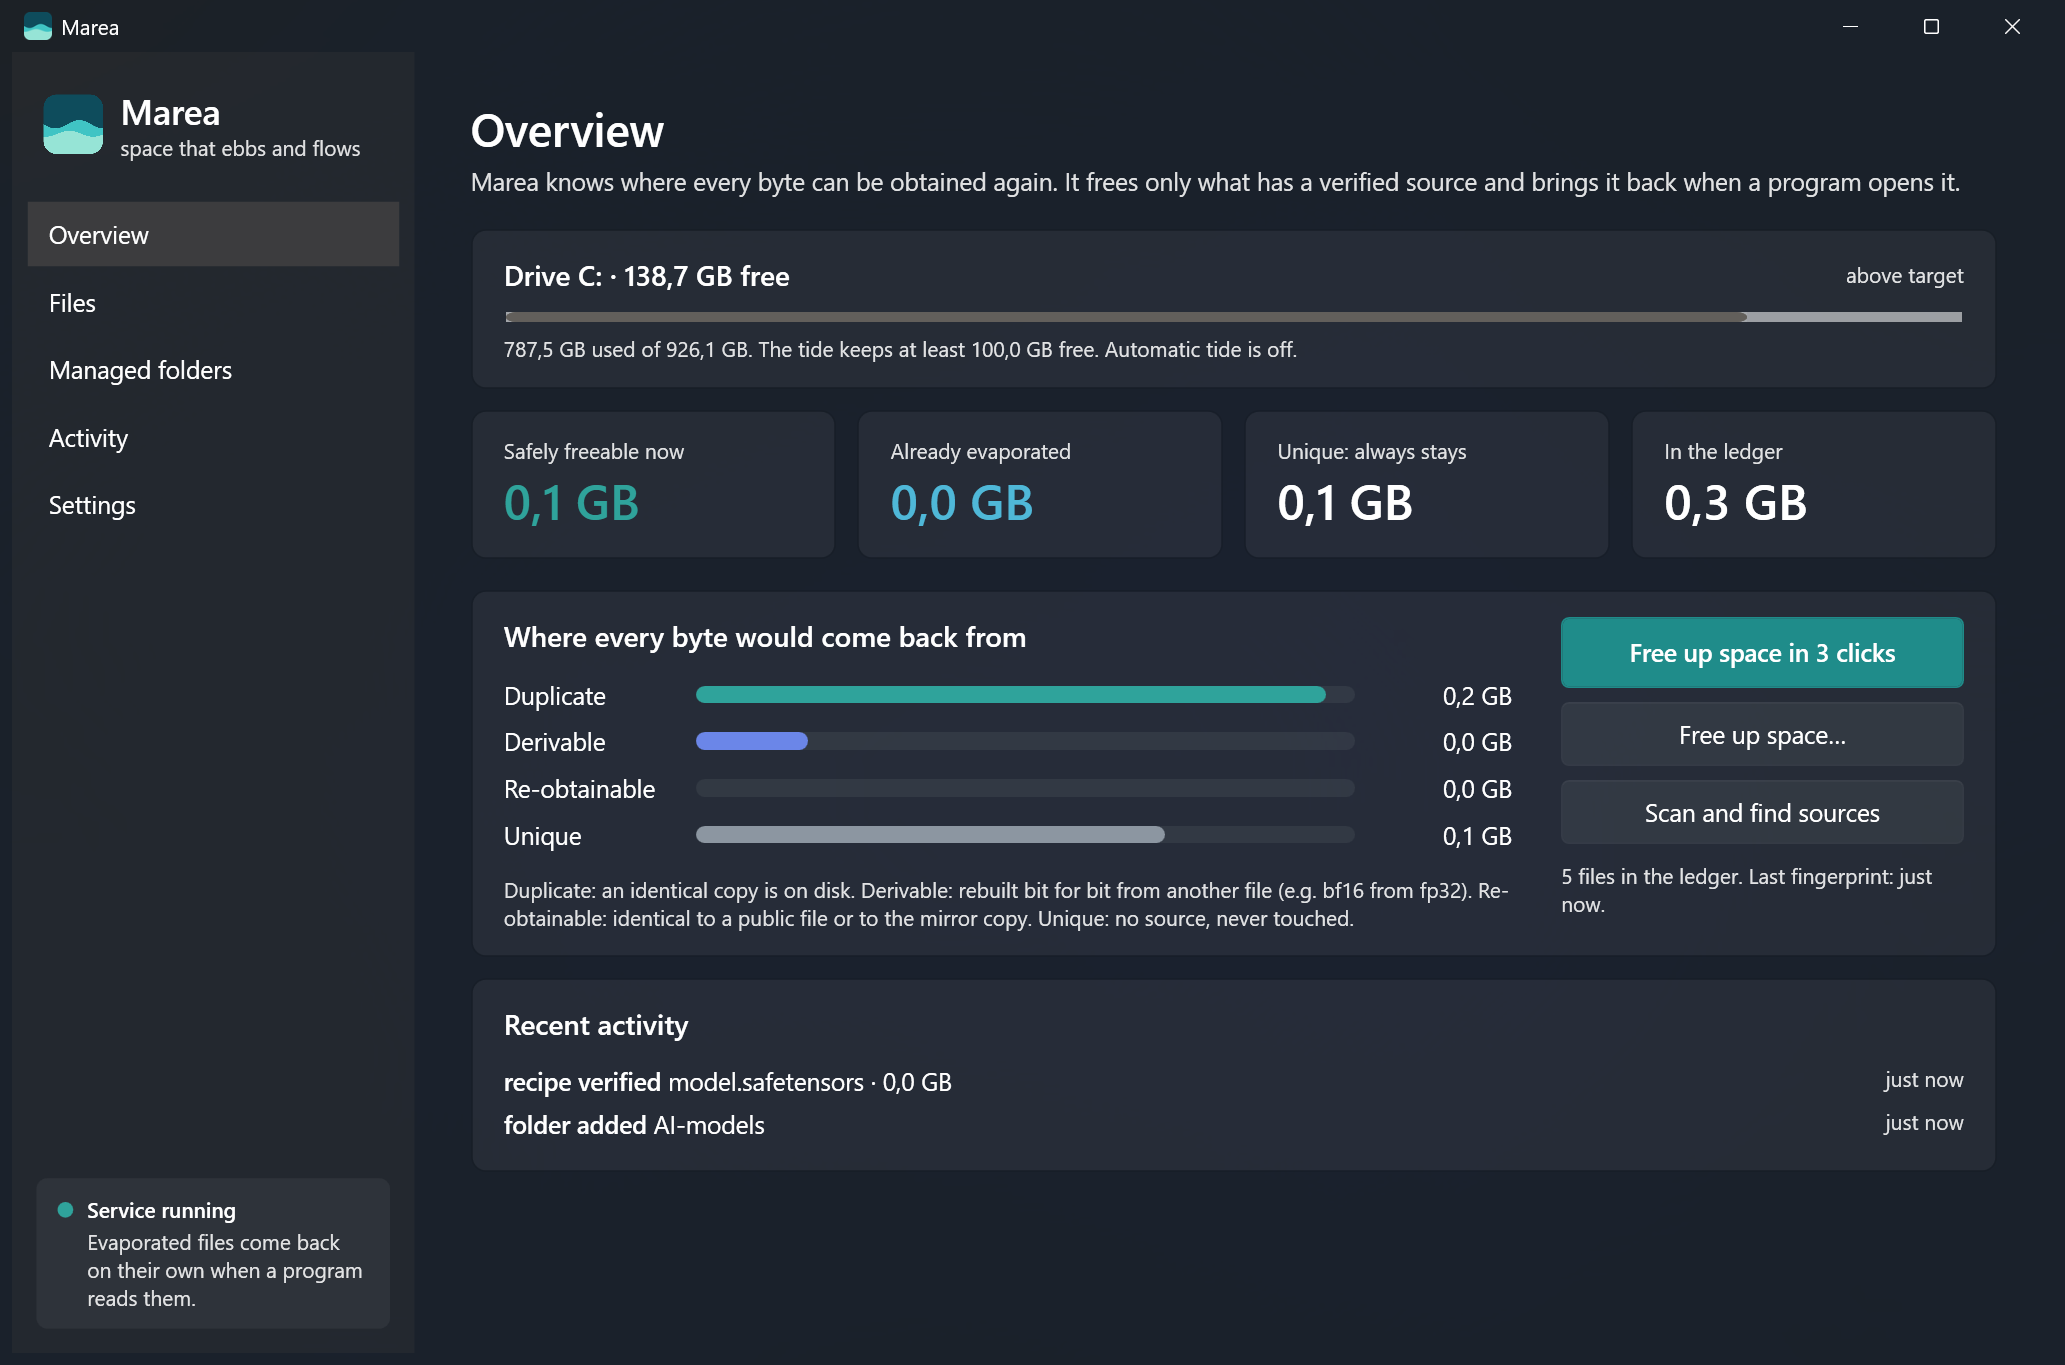 Marea
Marea
space that ebbs and flows
Overview
Files
Managed folders
Activity
Settings
Service running
Evaporated files come back
on their own when a program
reads them.
Overview
Marea knows where every byte can be obtained again. It frees only what has a verified source and brings it back when a program opens it.
Drive C: · 138,7 GB free
above target
787,5 GB used of 926,1 GB. The tide keeps at least 100,0 GB free. Automatic tide is off.
Safely freeable now
0,1 GB
Already evaporated
0,0 GB
Unique: always stays
0,1 GB
In the ledger
0,3 GB
Where every byte would come back from
Duplicate 0,2 GB
Derivable 0,0 GB
Re-obtainable 0,0 GB
Unique 0,1 GB
Duplicate: an identical copy is on disk. Derivable: rebuilt bit for bit from another file (e.g. bf16 from fp32). Re-
obtainable: identical to a public file or to the mirror copy. Unique: no source, never touched.
Free up space in 3 clicks
Free up space...
Scan and find sources
5 files in the ledger. Last fingerprint: just
now.
Recent activity
recipe verified model.safetensors · 0,0 GB just now
folder added AI-models just now